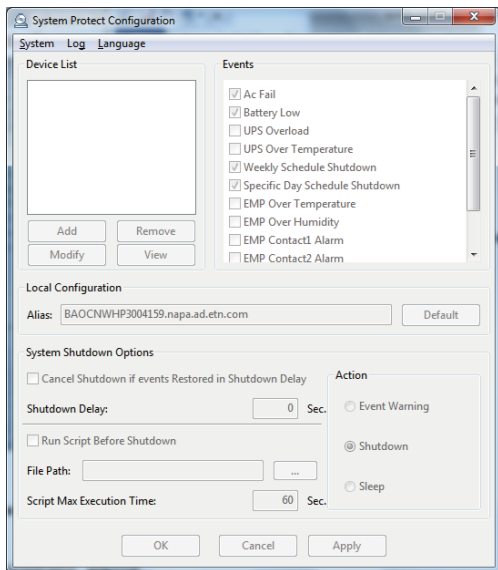 System Protect Configuration
System Log Language
Device List
Events
Ac Fail
Battery Low
UPS Overload
UPS Over Temperature
Weekly Schedule Shutdown
Specific Day Schedule Shutdown
EMP Over Temperature
EMP Over Humidity
EMP Contact1 Alarm
EMP Contact2 Alarm
Add Remove
Modify View
Local Configuration
Alias: BAOCNWHP3004159.napa.ad.etn.com Default
System Shutdown Options
Cancel Shutdown if events Restored in Shutdown Delay
Shutdown Delay: 0 Sec.
Run Script Before Shutdown
File Path: ...
Script Max Execution Time: 60 Sec.
Action
Event Warning
Shutdown
Sleep
OK Cancel Apply